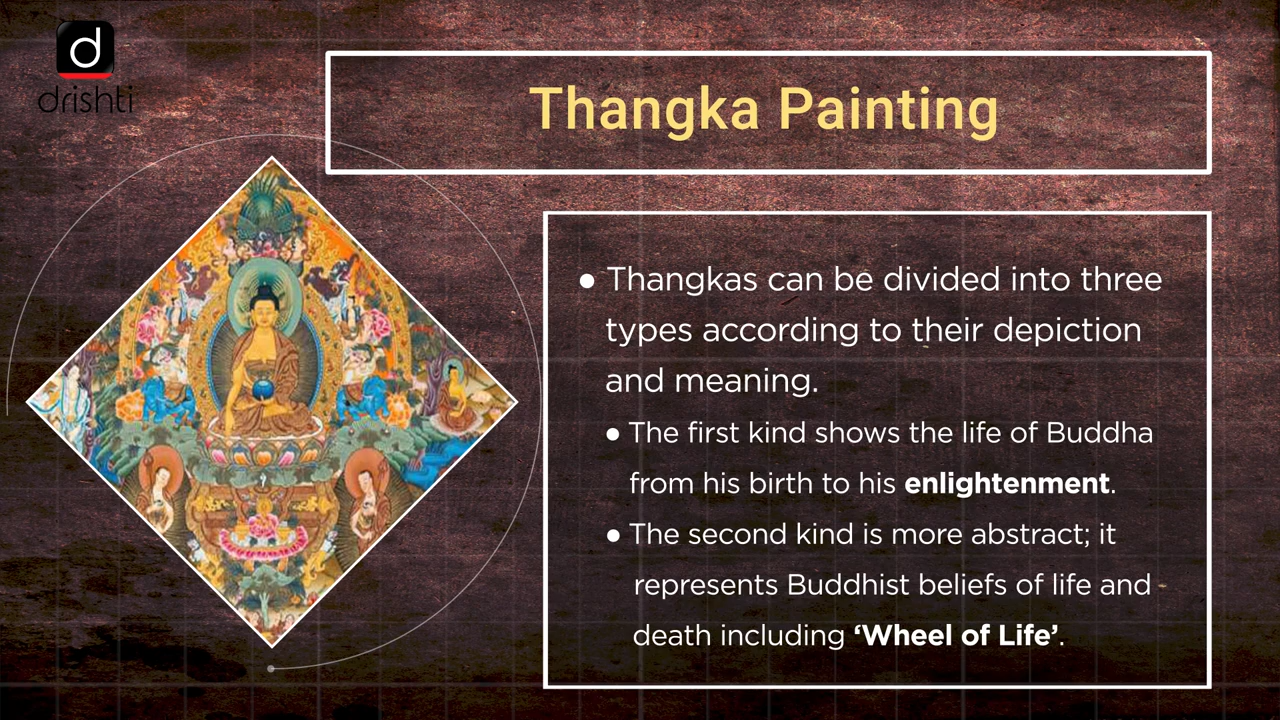 d
drishti
Thangka Painting
● Thangkas can be divided into three
types according to their depiction
and meaning.
● The first kind shows the life of Buddha
from his birth to his enlightenment.
● The second kind is more abstract; it
represents Buddhist beliefs of life and
death including ‘Wheel of Life’.